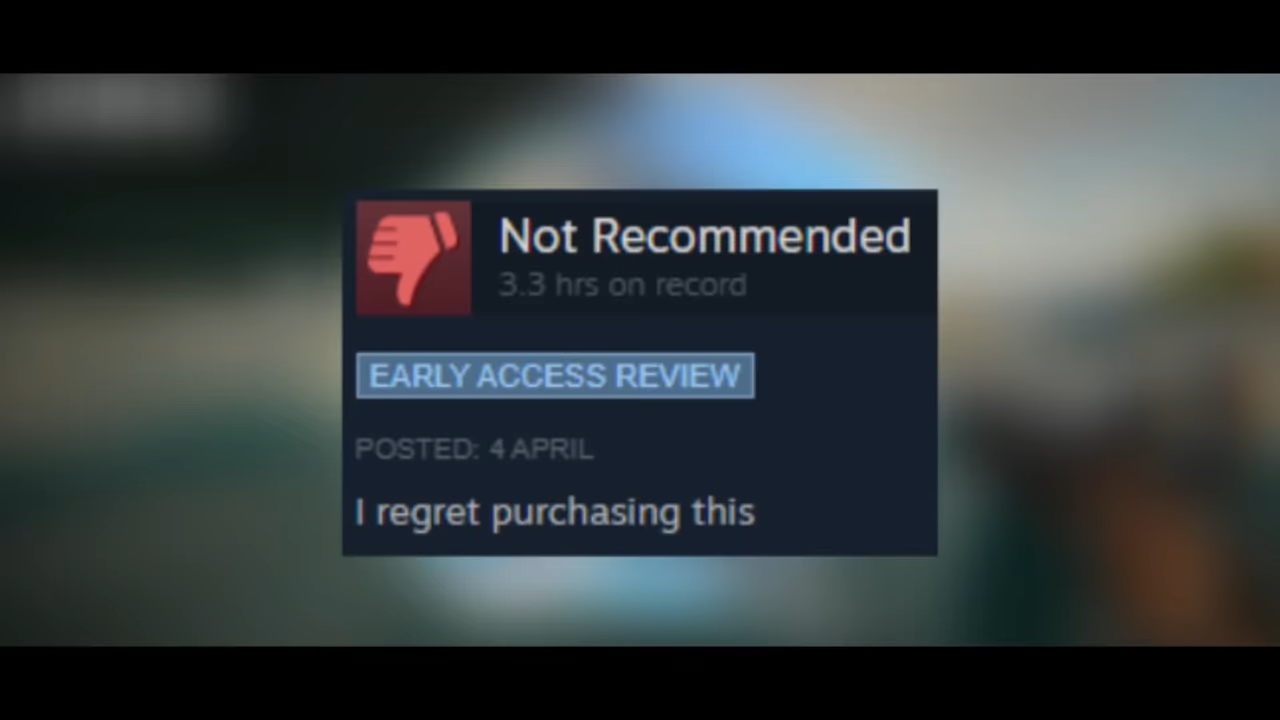 Not Recommended
3.3 hrs on record
EARLY ACCESS REVIEW
POSTED: 4 APRIL
I regret purchasing this